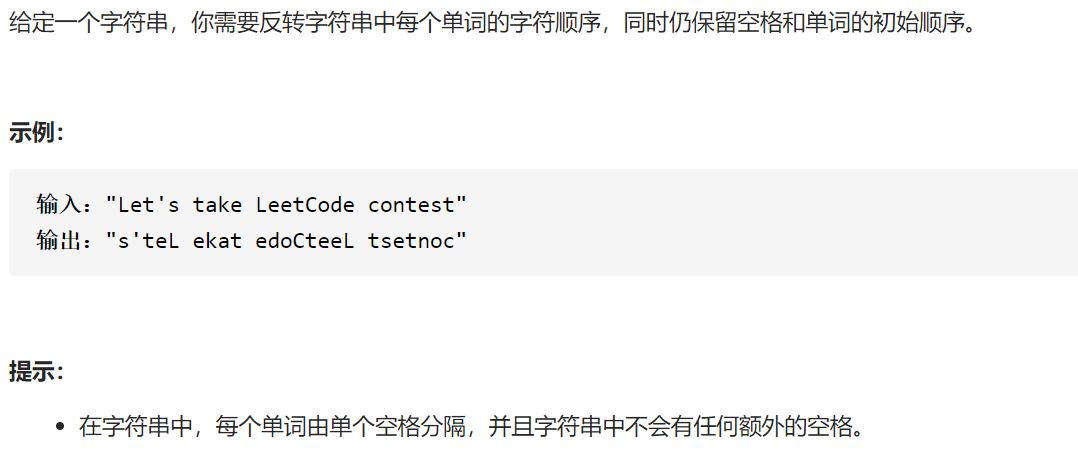 给定一个字符串，你需要反转字符串中每个单词的字符顺序，同时仍保留空格和单词的初始顺序。
示例：
输入："Let's take LeetCode contest"
输出："s'teL ekat edoCteeL tsetnoc"
提示：
• 在字符串中，每个单词由单个空格分隔，并且字符串中不会有任何额外的空格。